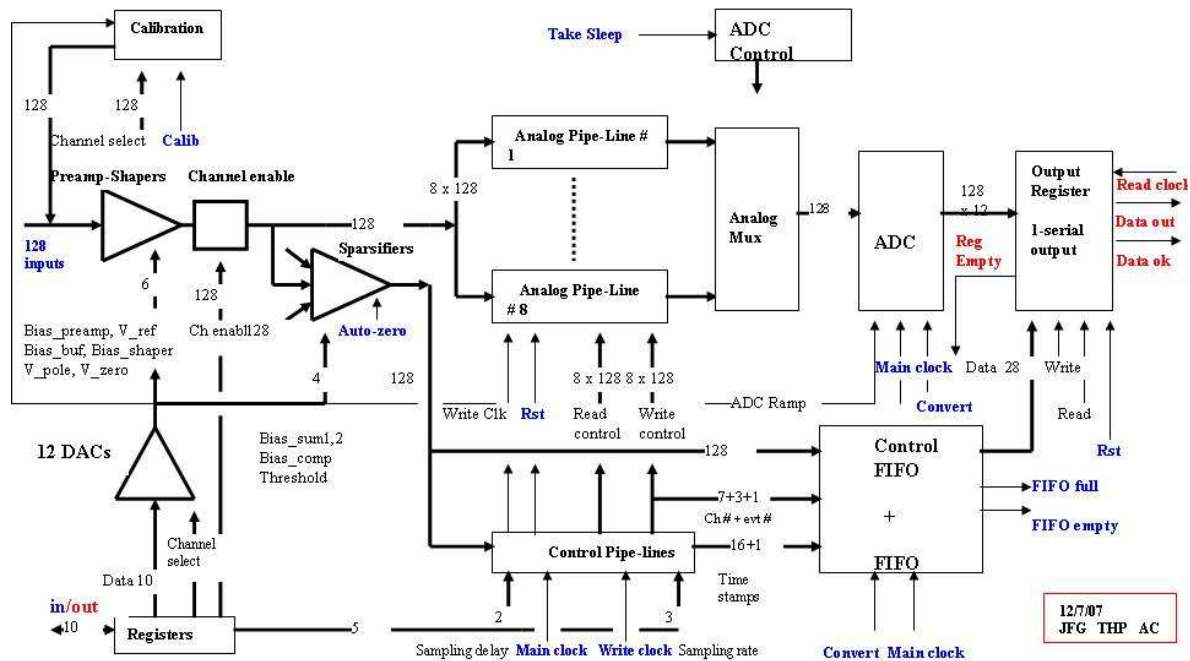 Calibration
Take Sleep
ADC
Control
128
128
Channel select
Calib
Preamp-Shapers
Channel enable
128
inputs
128
Sparsifiers
8 x 128
Analog Pipe-Line #
1
Analog Pipe-Line
# 8
Analog
Mux
128
ADC
128
x 12
Output
Register
1-serial
output
Read clock
Data out
Data ok
Reg
Empty
6
128
Ch enabl128
Auto-zero
Bias_preamp, V_ref
Bias_buf, Bias_shaper
V_pole, V_zero
4
128
8 x 128
8 x 128
Write Clk
Rst
Read
control
Write
control
ADC Ramp
Main clock
Convert
Data 28
Write
Read
Rst
12 DACs
Bias_sum1,2
Bias_comp
Threshold
128
Control
FIFO
+
FIFO
FIFO full
FIFO empty
7+3+1
Ch# + evt #
Control Pipe-lines
16+1
Time
stamps
Channel
select
Data 10
in/out
10
Registers
5
2
3
Sampling delay
Main clock
Write clock
Sampling rate
Convert
Main clock
12/7/07
JFG THP AC